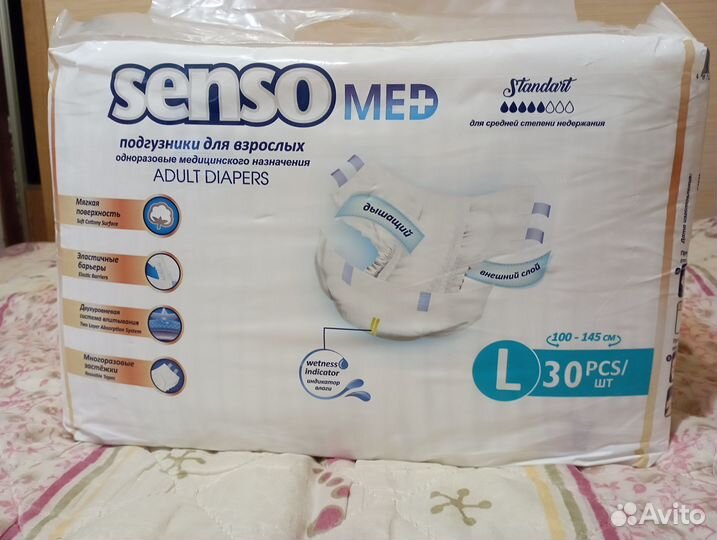 senso MED
Standart
для средней степени недержания
подгузники для взрослых
одноразовые медицинского назначения
ADULT DIAPERS
Мягкая
поверхность
Soft Cottony Surface
Эластичные
барьеры
Elastic Barriers
Двухуровневая
система впитывания
Two Layer Absorption System
Многоразовые
застёжки
Reusable Tapes
дышащий
внешний слой
wetness
indicator
индикатор
влаги
100 - 145 см
L 30 PCS/
ШТ
Дата изготовления:
Avito